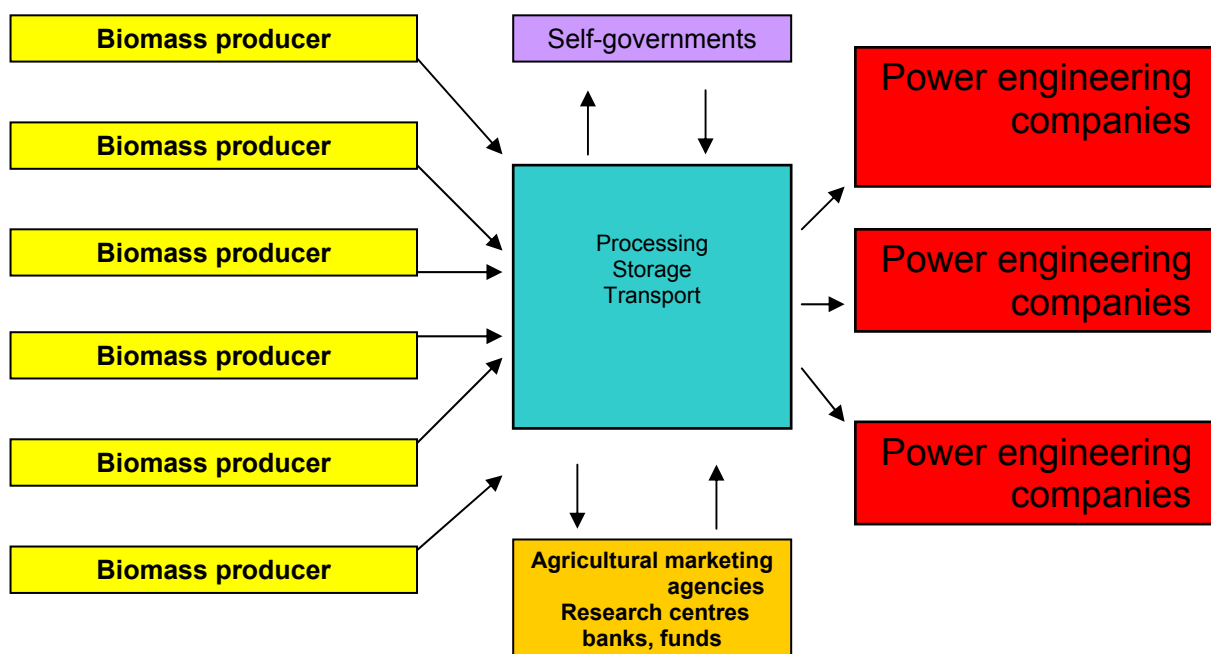 Biomass producer
Biomass producer
Biomass producer
Biomass producer
Biomass producer
Biomass producer
Self-governments
Processing
Storage
Transport
Agricultural marketing
agencies
Research centres
banks, funds
Power engineering
companies
Power engineering
companies
Power engineering
companies